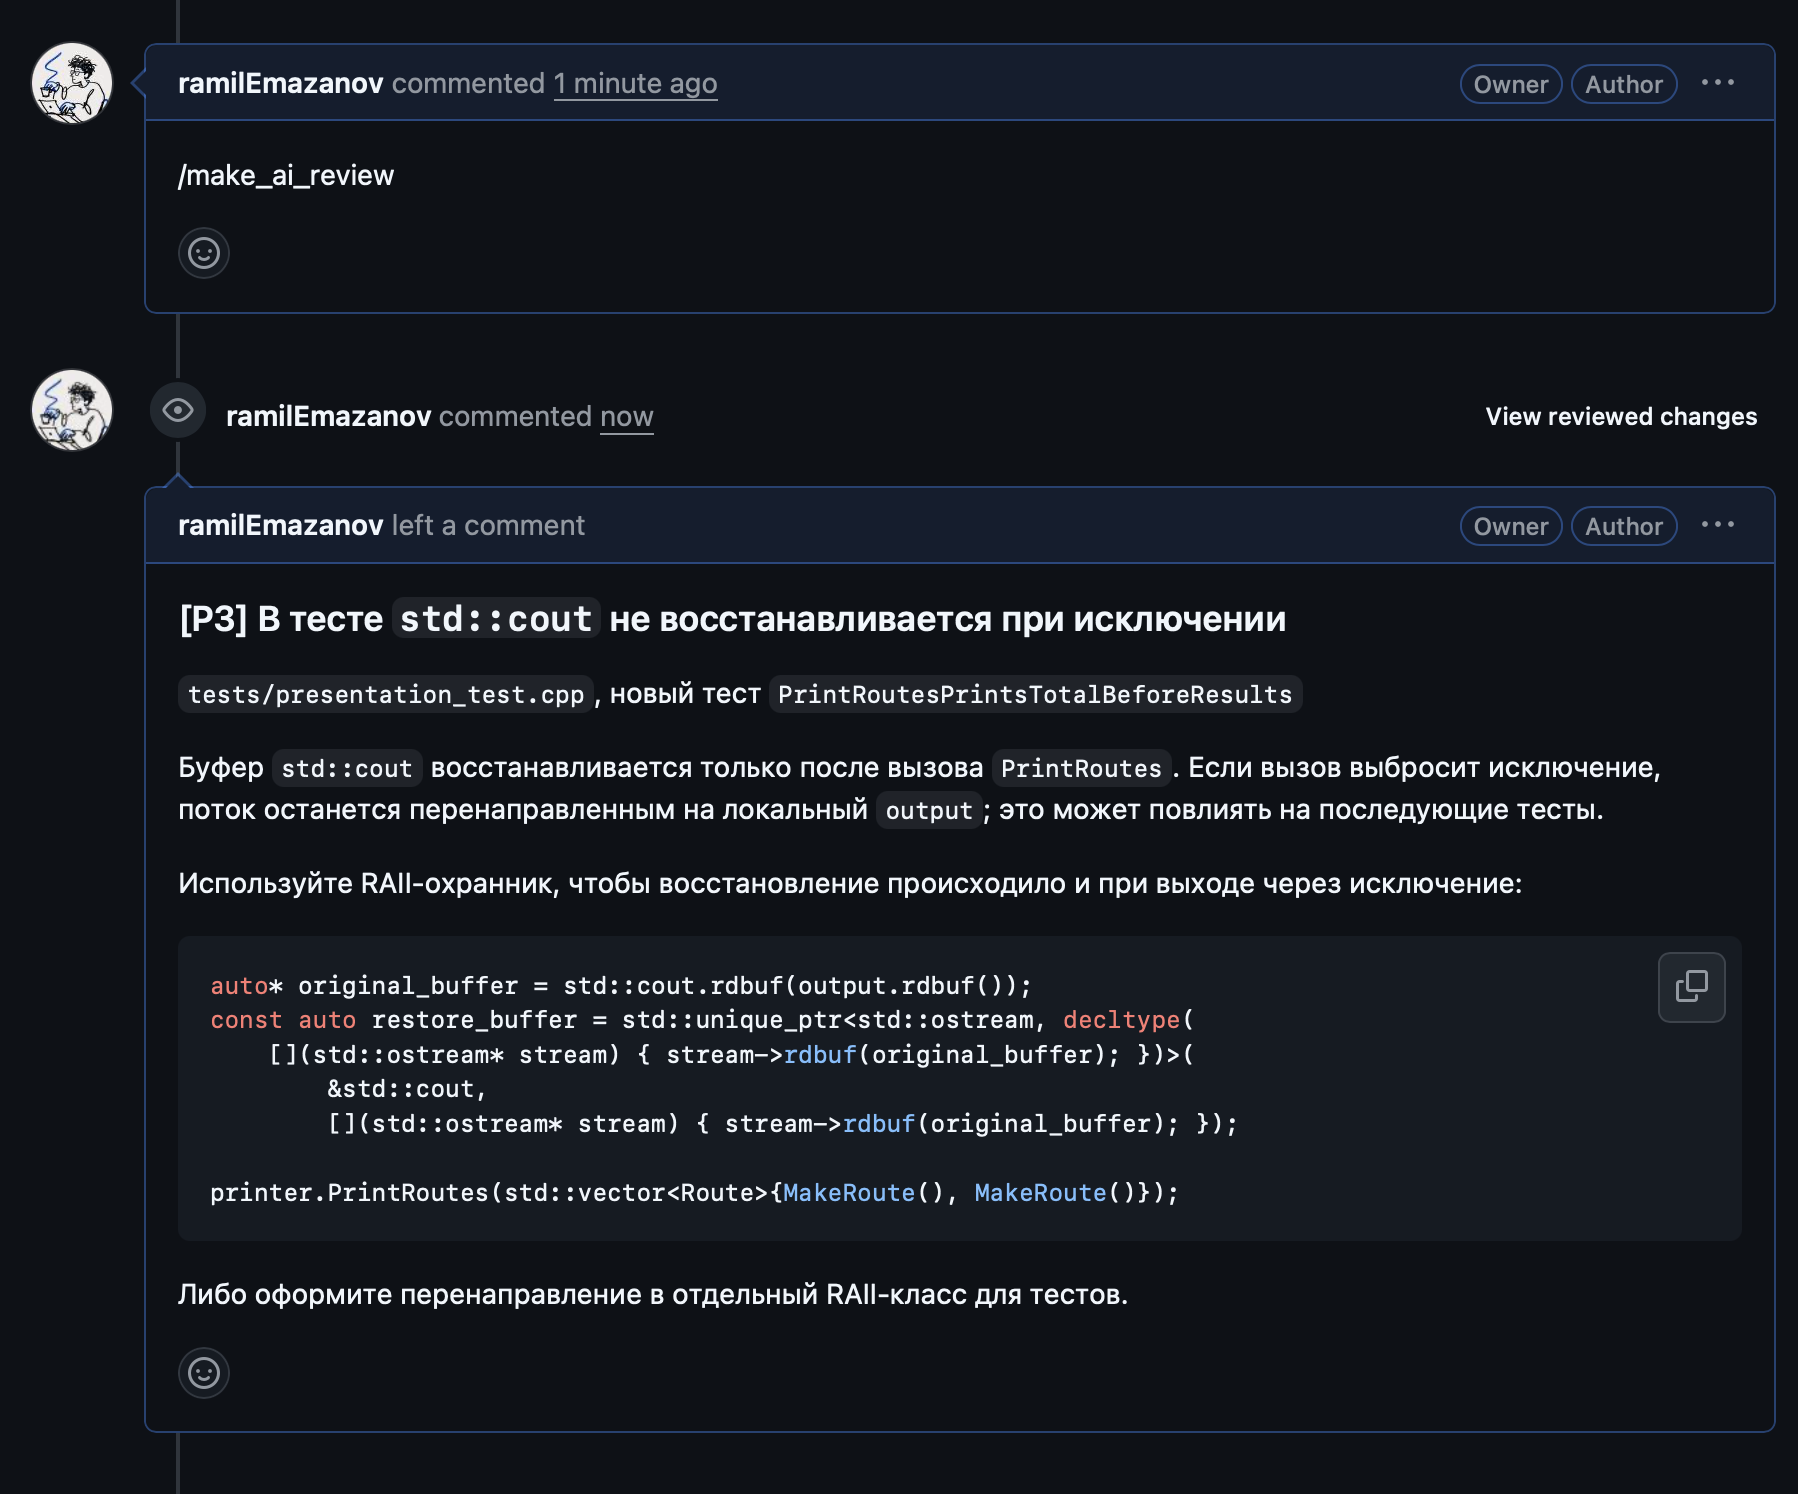 ramilEmazanov commented 1 minute ago Owner Author ...
/make_ai_review
ramilEmazanov commented now View reviewed changes
ramilEmazanov left a comment Owner Author ...
[P3] В тесте std::cout не восстанавливается при исключении
tests/presentation_test.cpp, новый тест PrintRoutesPrintsTotalBeforeResults
Буфер std::cout восстанавливается только после вызова PrintRoutes. Если вызов выбросит исключение,
поток останется перенаправленным на локальный output; это может повлиять на последующие тесты.
Используйте RAII-охранник, чтобы восстановление происходило и при выходе через исключение:
auto* original_buffer = std::cout.rdbuf(output.rdbuf());
const auto restore_buffer = std::unique_ptr<std::ostream, decltype(
    [](std::ostream* stream) { stream->rdbuf(original_buffer); })>(
        &std::cout,
        [](std::ostream* stream) { stream->rdbuf(original_buffer); });
printer.PrintRoutes(std::vector<Route>{MakeRoute(), MakeRoute()});
Либо оформите перенаправление в отдельный RAII-класс для тестов.